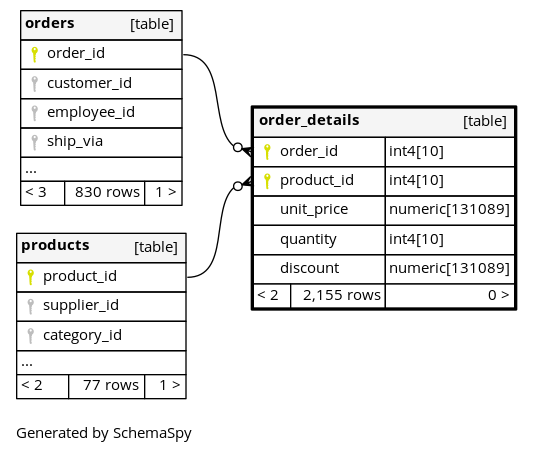 orders [table]
order_id
customer_id
employee_id
ship_via
...
< 3 830 rows 1 >
order_details [table]
order_id int4[10]
product_id int4[10]
unit_price numeric[131089]
quantity int4[10]
discount numeric[131089]
< 2 2,155 rows 0 >
products [table]
product_id
supplier_id
category_id
...
< 2 77 rows 1 >
Generated by SchemaSpy